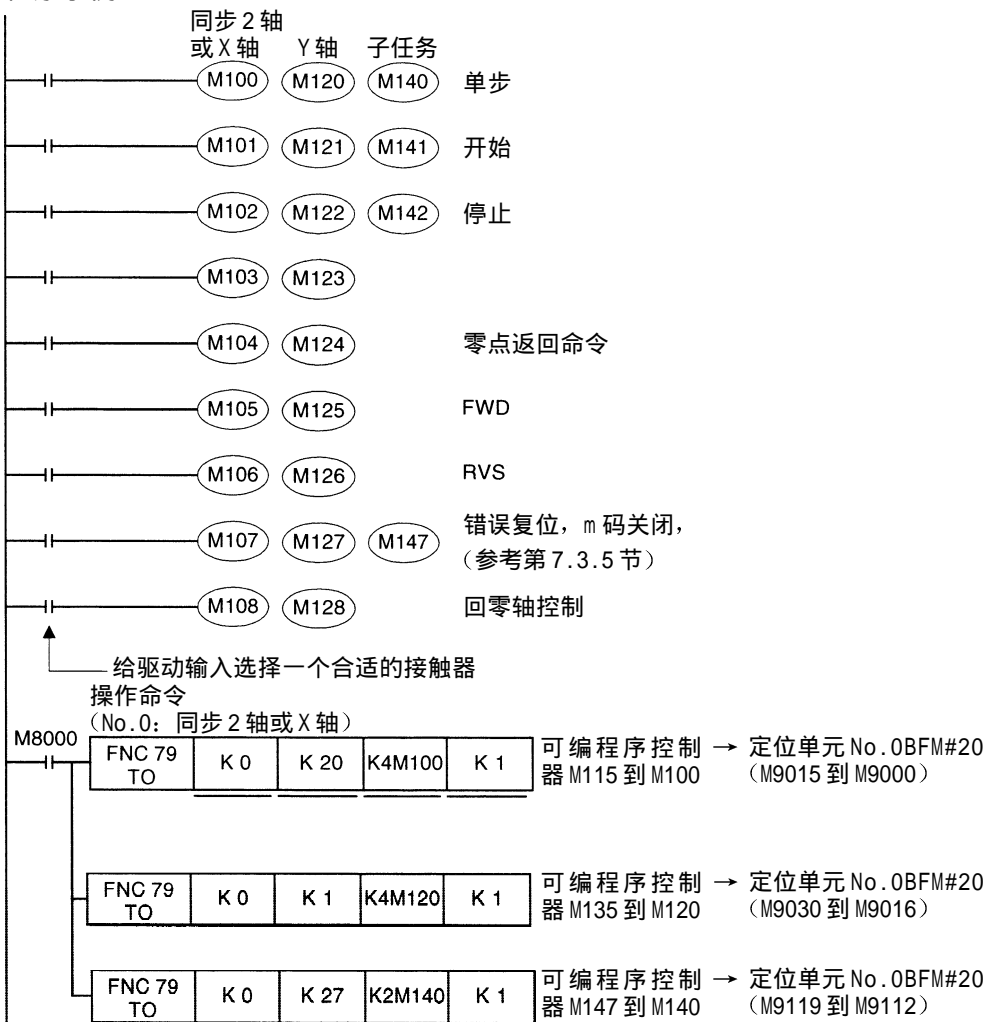 同步2轴
或X轴 Y轴 子任务
M100 M120 M140 单步
M101 M121 M141 开始
M102 M122 M142 停止
M103 M123
M104 M124 零点返回命令
M105 M125 FWD
M106 M126 RVS
M107 M127 M147 错误复位，m码关闭，
（参考第7.3.5节）
M108 M128 回零轴控制
给驱动输入选择一个合适的接触器
操作命令
（No.0：同步2轴或X轴）
M8000
FNC 79 TO K 0 K 20 K4M100 K 1 可编程序控制 → 定位单元No.0BFM#20
器M115到M100 （M9015到M9000）
FNC 79 TO K 0 K 1 K4M120 K 1 可编程序控制 → 定位单元No.0BFM#20
器M135到M120 （M9030到M9016）
FNC 79 TO K 0 K 27 K2M140 K 1 可编程序控制 → 定位单元No.0BFM#20
器M147到M140 （M9119到M9112）